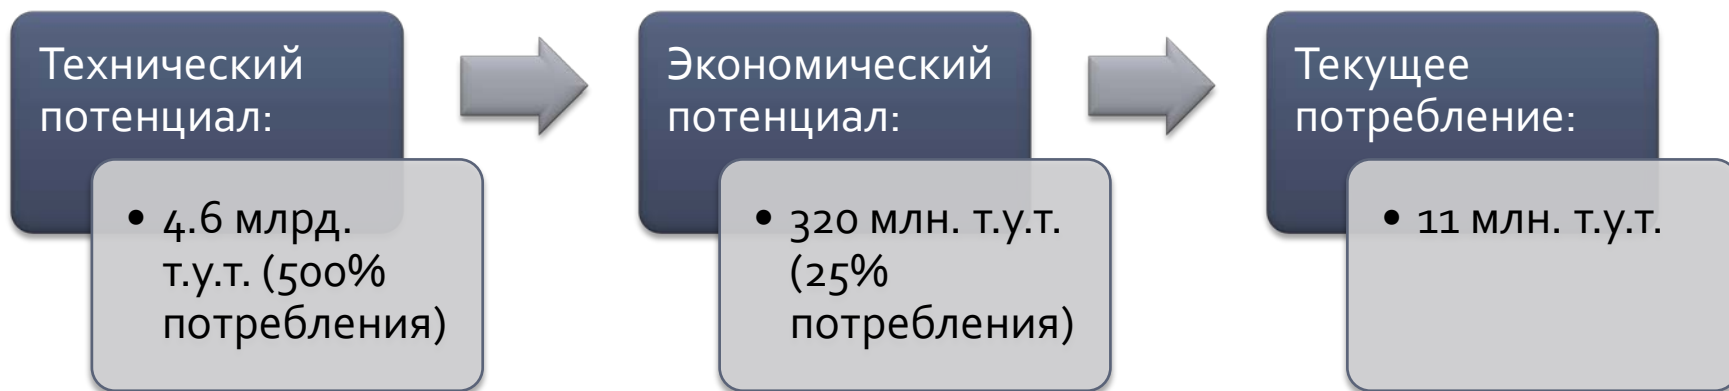 Технический
потенциал:
• 4.6 млрд.
т.у.т. (500%
потребления)
Экономический
потенциал:
• 320 млн. т.у.т.
(25%
потребления)
Текущее
потребление:
• 11 млн. т.у.т.